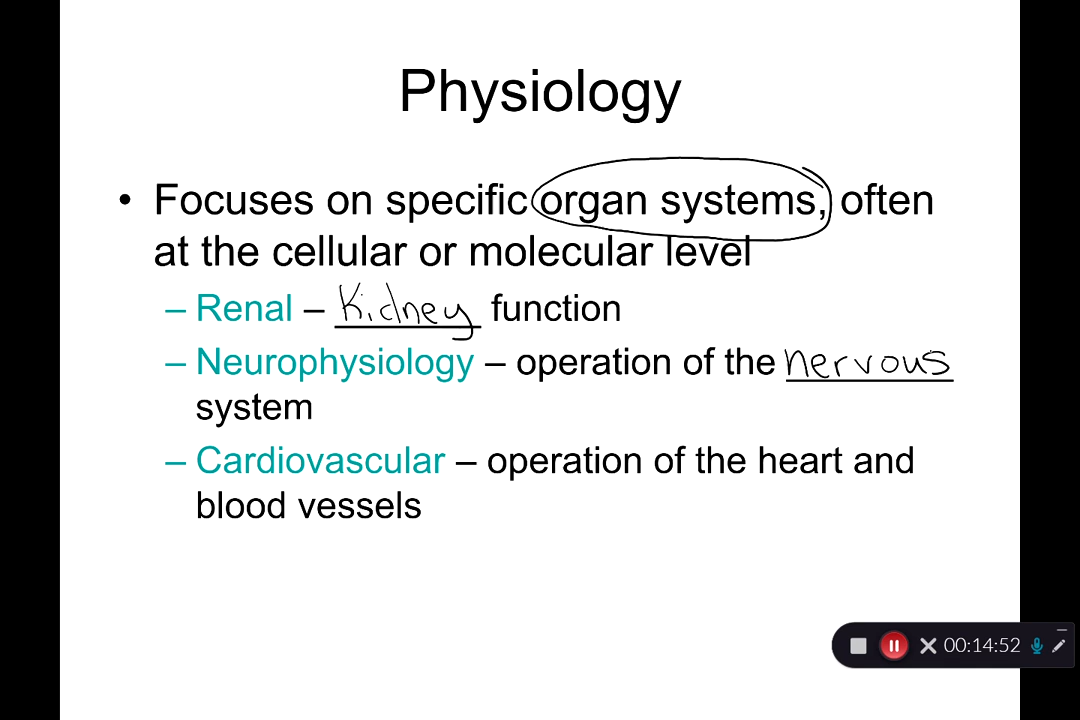 Physiology
• Focuses on specific organ systems, often
at the cellular or molecular level
– Renal – Kidney function
– Neurophysiology – operation of the nervous
system
– Cardiovascular – operation of the heart and
blood vessels
00:14:52